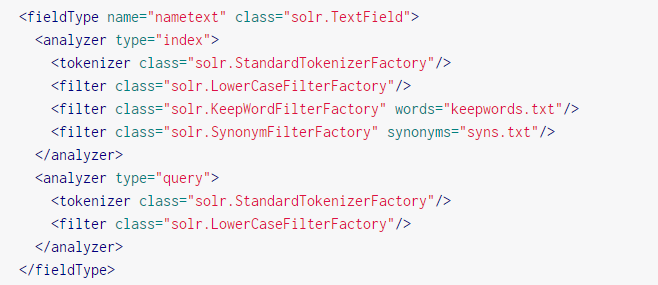 <fieldType name="nametext" class="solr.TextField">
  <analyzer type="index">
    <tokenizer class="solr.StandardTokenizerFactory"/>
    <filter class="solr.LowerCaseFilterFactory"/>
    <filter class="solr.KeepWordFilterFactory" words="keepwords.txt"/>
    <filter class="solr.SynonymFilterFactory" synonyms="syns.txt"/>
  </analyzer>
  <analyzer type="query">
    <tokenizer class="solr.StandardTokenizerFactory"/>
    <filter class="solr.LowerCaseFilterFactory"/>
  </analyzer>
</fieldType>